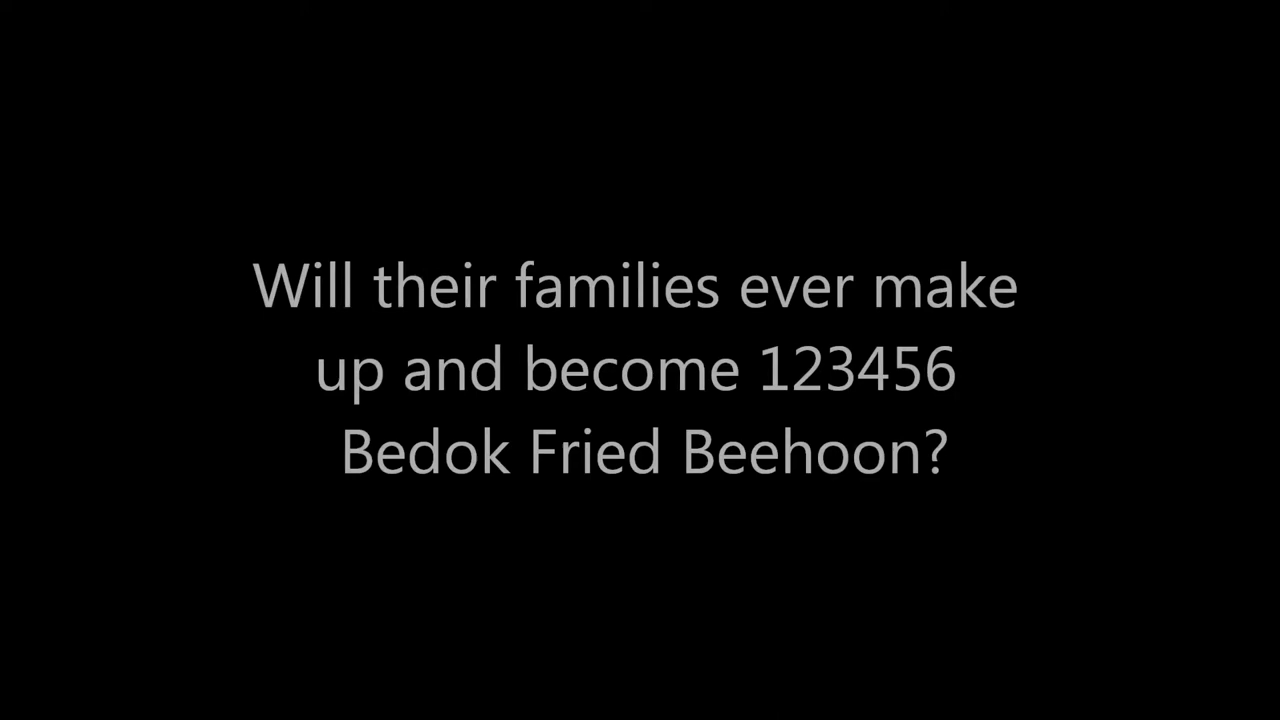 Will their families ever make
up and become 123456
Bedok Fried Beehoon?